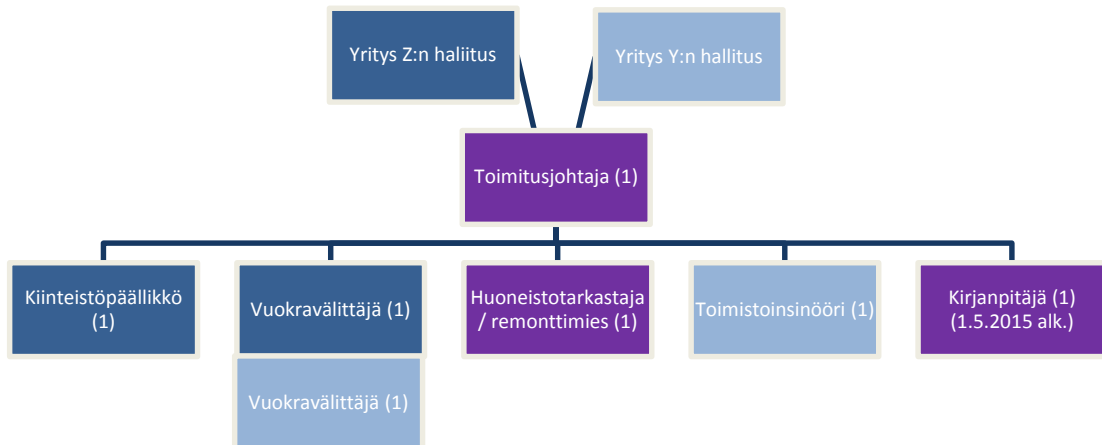 Yritys Z:n haliitus
Yritys Y:n hallitus
Toimitusjohtaja (1)
Kiinteistöpäällikkö
(1)
Vuokravälittäjä (1)
Huoneistotarkastaja
/ remonttimies (1)
Toimistoinsinööri (1)
Kirjanpitäjä (1)
(1.5.2015 alk.)
Vuokravälittäjä (1)